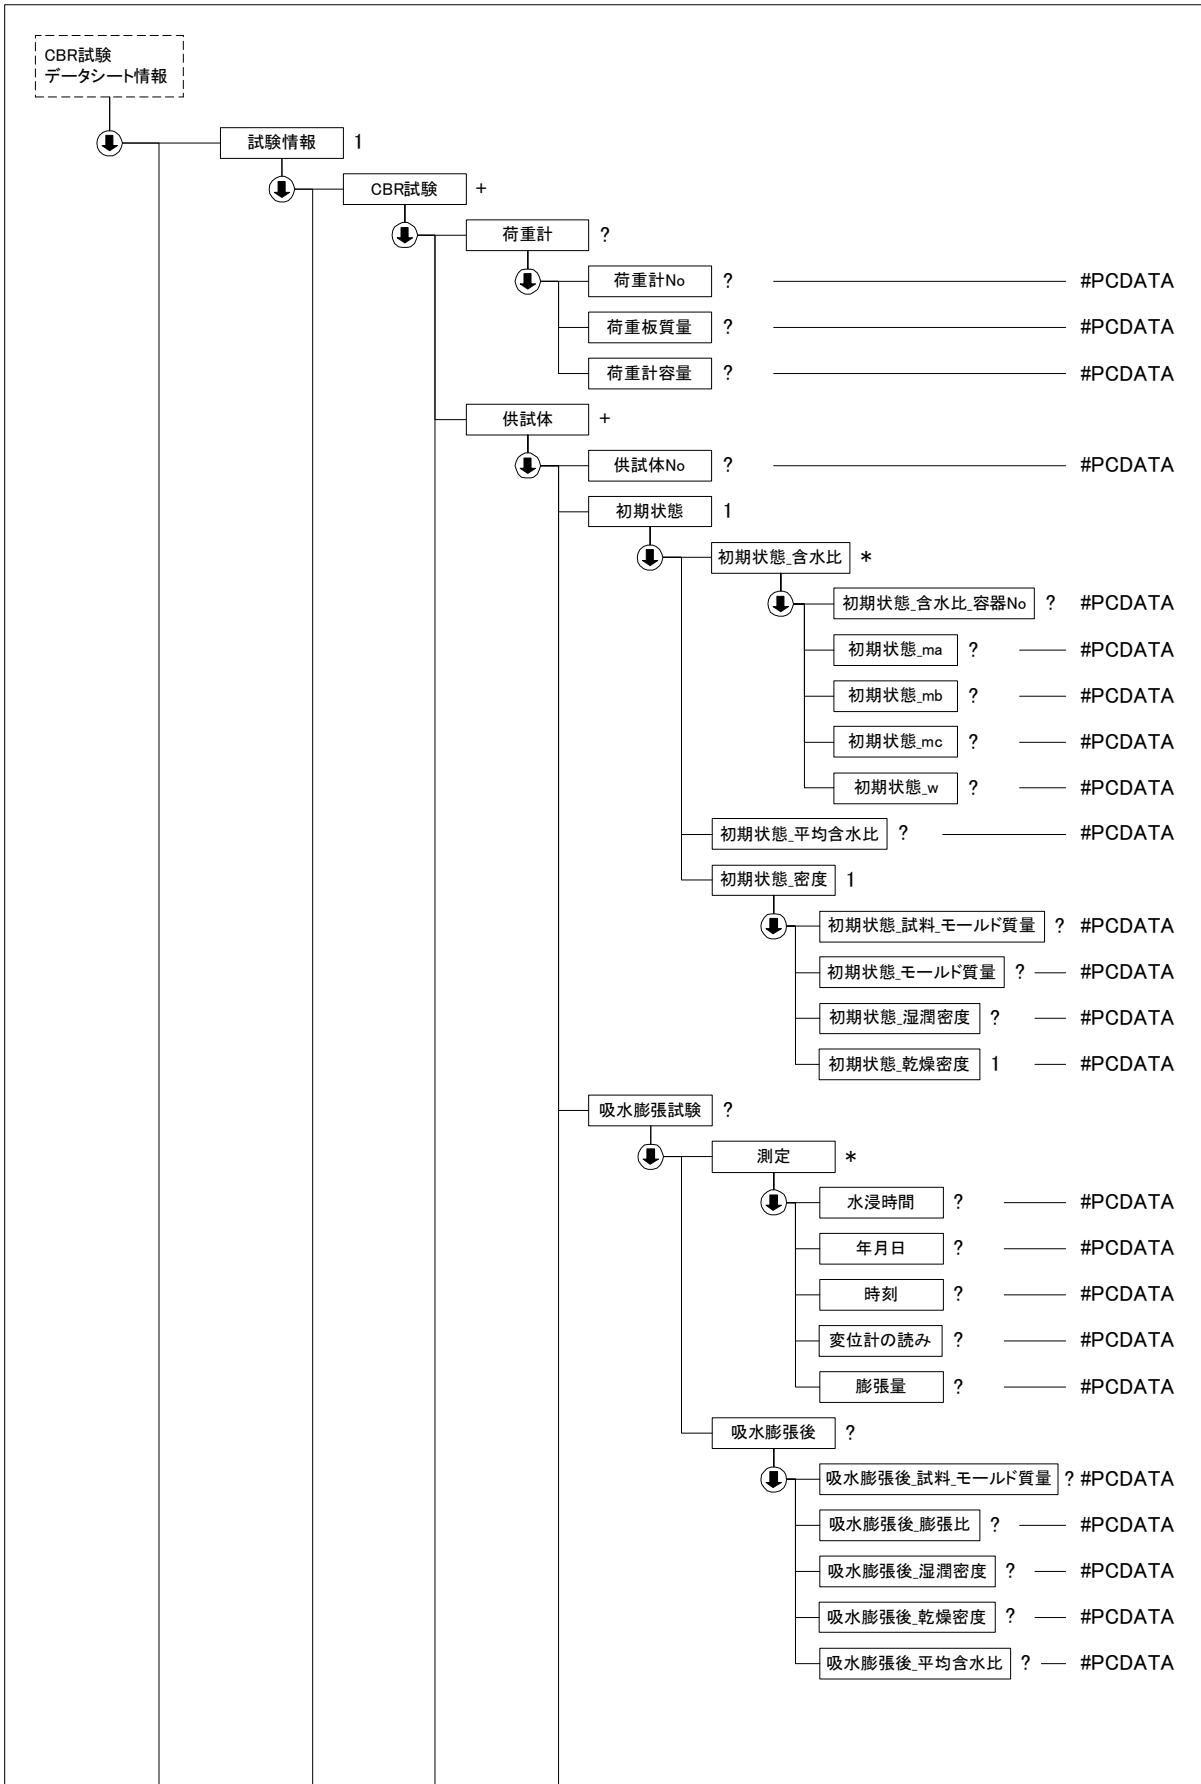 CBR試験
データシート情報
試験情報 1
CBR試験 +
荷重計 ?
荷重計No ? #PCDATA
荷重板質量 ? #PCDATA
荷重計容量 ? #PCDATA
供試体 +
供試体No ? #PCDATA
初期状態 1
初期状態_含水比 *
初期状態_含水比_容器No ? #PCDATA
初期状態_ma ? #PCDATA
初期状態_mb ? #PCDATA
初期状態_mc ? #PCDATA
初期状態_w ? #PCDATA
初期状態_平均含水比 ? #PCDATA
初期状態_密度 1
初期状態_試料_モールド質量 ? #PCDATA
初期状態_モールド質量 ? #PCDATA
初期状態_湿潤密度 ? #PCDATA
初期状態_乾燥密度 1 #PCDATA
吸水膨張試験 ?
測定 *
水浸時間 ? #PCDATA
年月日 ? #PCDATA
時刻 ? #PCDATA
変位計の読み ? #PCDATA
膨張量 ? #PCDATA
吸水膨張後 ?
吸水膨張後_試料_モールド質量 ? #PCDATA
吸水膨張後_膨張比 ? #PCDATA
吸水膨張後_湿潤密度 ? #PCDATA
吸水膨張後_乾燥密度 ? #PCDATA
吸水膨張後_平均含水比 ? #PCDATA